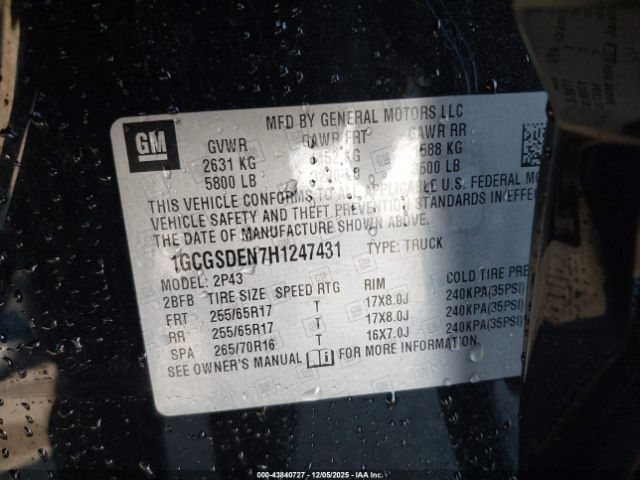 MFD BY GENERAL MOTORS LLC
GM
GVWR GAWR FRT GAWR RR
2631 KG KG 588 KG
5800 LB LB 500 LB
THIS VEHICLE CONFORMS TO ALL APPLICABLE U.S. FEDERAL
VEHICLE SAFETY AND THEFT PREVENTION STANDARDS IN EFFE
THE DATE OF MANUFACTURE SHOWN ABOVE.
1GCGSDEN7H1247431 TYPE: TRUCK
MODEL: 2P43
2BFB TIRE SIZE SPEED RTG RIM COLD TIRE PRE
FRT 255/65R17 T 17X8.0J 240KPA(35PSI)
RR 255/65R17 T 17X8.0J 240KPA(35PSI)
SPA 265/70R16 T 16X7.0J 240KPA(35PSI)
SEE OWNER'S MANUAL FOR MORE INFORMATION.
000-43840727 - 12/05/2025 - IAA Inc.